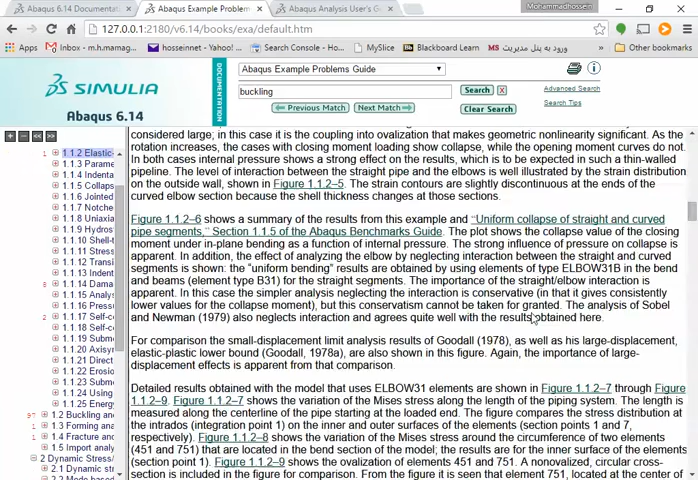 Mohammadhossein
Abaqus 6.14 Documenta
Abaqus Example Problem
Abaqus Analysis User's G
127.0.0.1:2180/v6.14/books/exa/default.htm
Apps
Inbox - m.h.mamag
hosseinnet - Yahoo!
Search Console - Ho
MySlice
Blackboard Learn
MS ورود به پنل مدیریت
Other bookmarks
SIMULIA
Abaqus 6.14
DOCUMENTATION
Abaqus Example Problems Guide
buckling
Search
X
Previous Match
Next Match
Clear Search
Advanced Search
Search Tips
1 1.1.2 Elastic-
1.1.3 Parame
1.1.4 Indenta
1.1.5 Collaps
1.1.6 Jointed
1.1.7 Notche
1.1.8 Uniaxia
1.1.9 Hydros
1.1.10 Shell-t
1.1.11 Stress
1.1.12 Transi
1.1.13 Indent
1.1.14 Damag
1.1.15 Analy
1.1.16 Press
1.1.17 Self-c
1.1.18 Self-co
1.1.19 Subm
1.1.20 Axisyn
1.1.21 Direct
1.1.22 Erosic
1.1.23 Subm
1.1.24 Using
1.1.25 Energ
1.2 Buckling an
1.3 Forming an
1.4 Fracture an
1.5 Import analy
2 Dynamic Stress/
2.1 Dynamic str
2.2 Mode-based
considered large; in this case it is the coupling into ovalization that makes geometric nonlinearity significant. As the
rotation increases, the cases with closing moment loading show collapse, while the opening moment curves do not.
In both cases internal pressure shows a strong effect on the results, which is to be expected in such a thin-walled
pipeline. The level of interaction between the straight pipe and the elbows is well illustrated by the strain distribution
on the outside wall, shown in Figure 1.1.2–5. The strain contours are slightly discontinuous at the ends of the
curved elbow section because the shell thickness changes at those sections.
Figure 1.1.2–6 shows a summary of the results from this example and “Uniform collapse of straight and curved
pipe segments,” Section 1.1.5 of the Abaqus Benchmarks Guide. The plot shows the collapse value of the closing
moment under in-plane bending as a function of internal pressure. The strong influence of pressure on collapse is
apparent. In addition, the effect of analyzing the elbow by neglecting interaction between the straight and curved
segments is shown: the “uniform bending” results are obtained by using elements of type ELBOW31B in the bend
and beams (element type B31) for the straight segments. The importance of the straight/elbow interaction is
apparent. In this case the simpler analysis neglecting the interaction is conservative (in that it gives consistently
lower values for the collapse moment), but this conservatism cannot be taken for granted. The analysis of Sobel
and Newman (1979) also neglects interaction and agrees quite well with the results obtained here.
For comparison the small-displacement limit analysis results of Goodall (1978), as well as his large-displacement,
elastic-plastic lower bound (Goodall, 1978a), are also shown in this figure. Again, the importance of large-
displacement effects is apparent from that comparison.
Detailed results obtained with the model that uses ELBOW31 elements are shown in Figure 1.1.2–7 through Figure
1.1.2–9. Figure 1.1.2–7 shows the variation of the Mises stress along the length of the piping system. The length is
measured along the centerline of the pipe starting at the loaded end. The figure compares the stress distribution at
the intrados (integration point 1) on the inner and outer surfaces of the elements (section points 1 and 7,
respectively). Figure 1.1.2–8 shows the variation of the Mises stress around the circumference of two elements
(451 and 751) that are located in the bend section of the model; the results are for the inner surface of the elements
(section point 1). Figure 1.1.2–9 shows the ovalization of elements 451 and 751. A nonovalized, circular cross-
section is included in the figure for comparison. From the figure it is seen that element 751, located at the center of